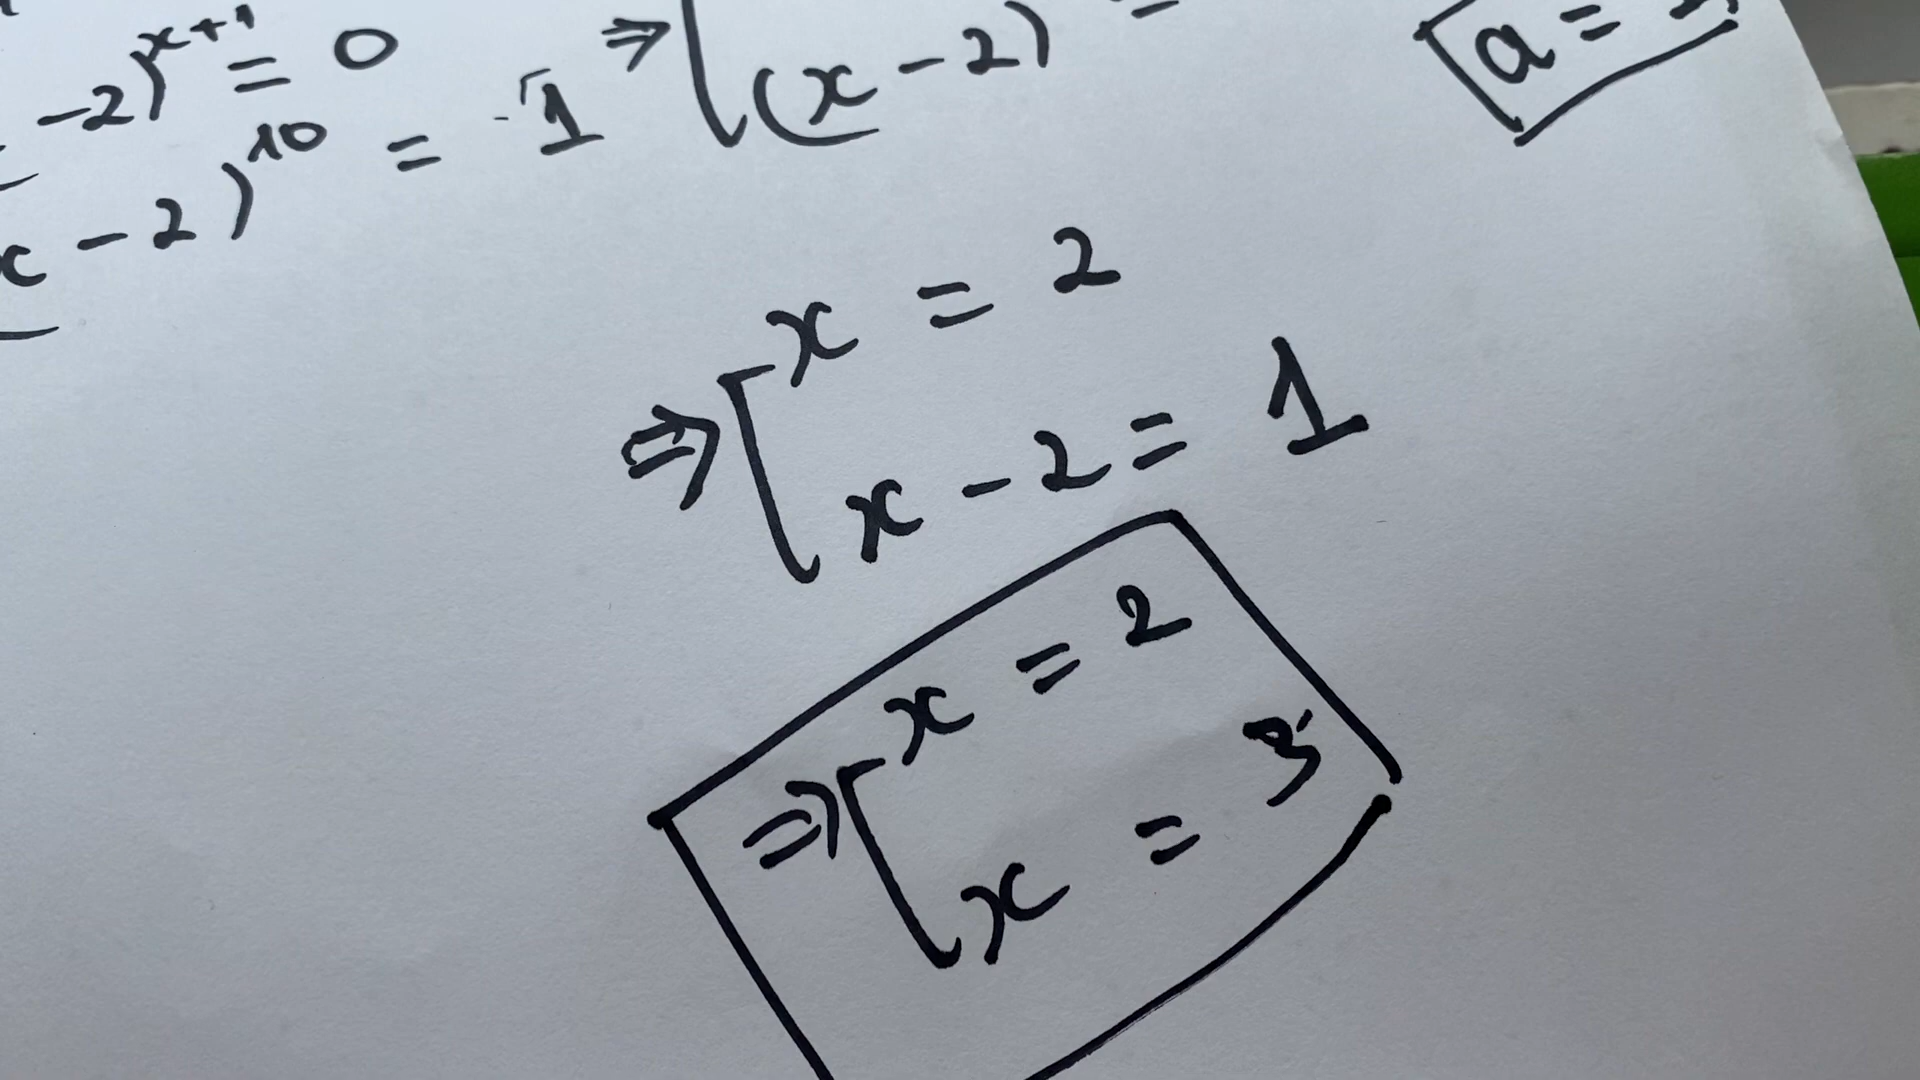 -2)^{x+1} = 0
x - 2)^{10} = -1 ⇒ [(x - 2) =
a =
⇒ [x = 2
x - 2 = 1
⇒ [x = 2
x = 3